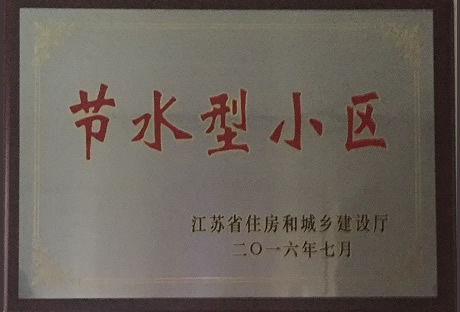 节水型小区
江苏省住房和城乡建设厅
二〇一六年七月